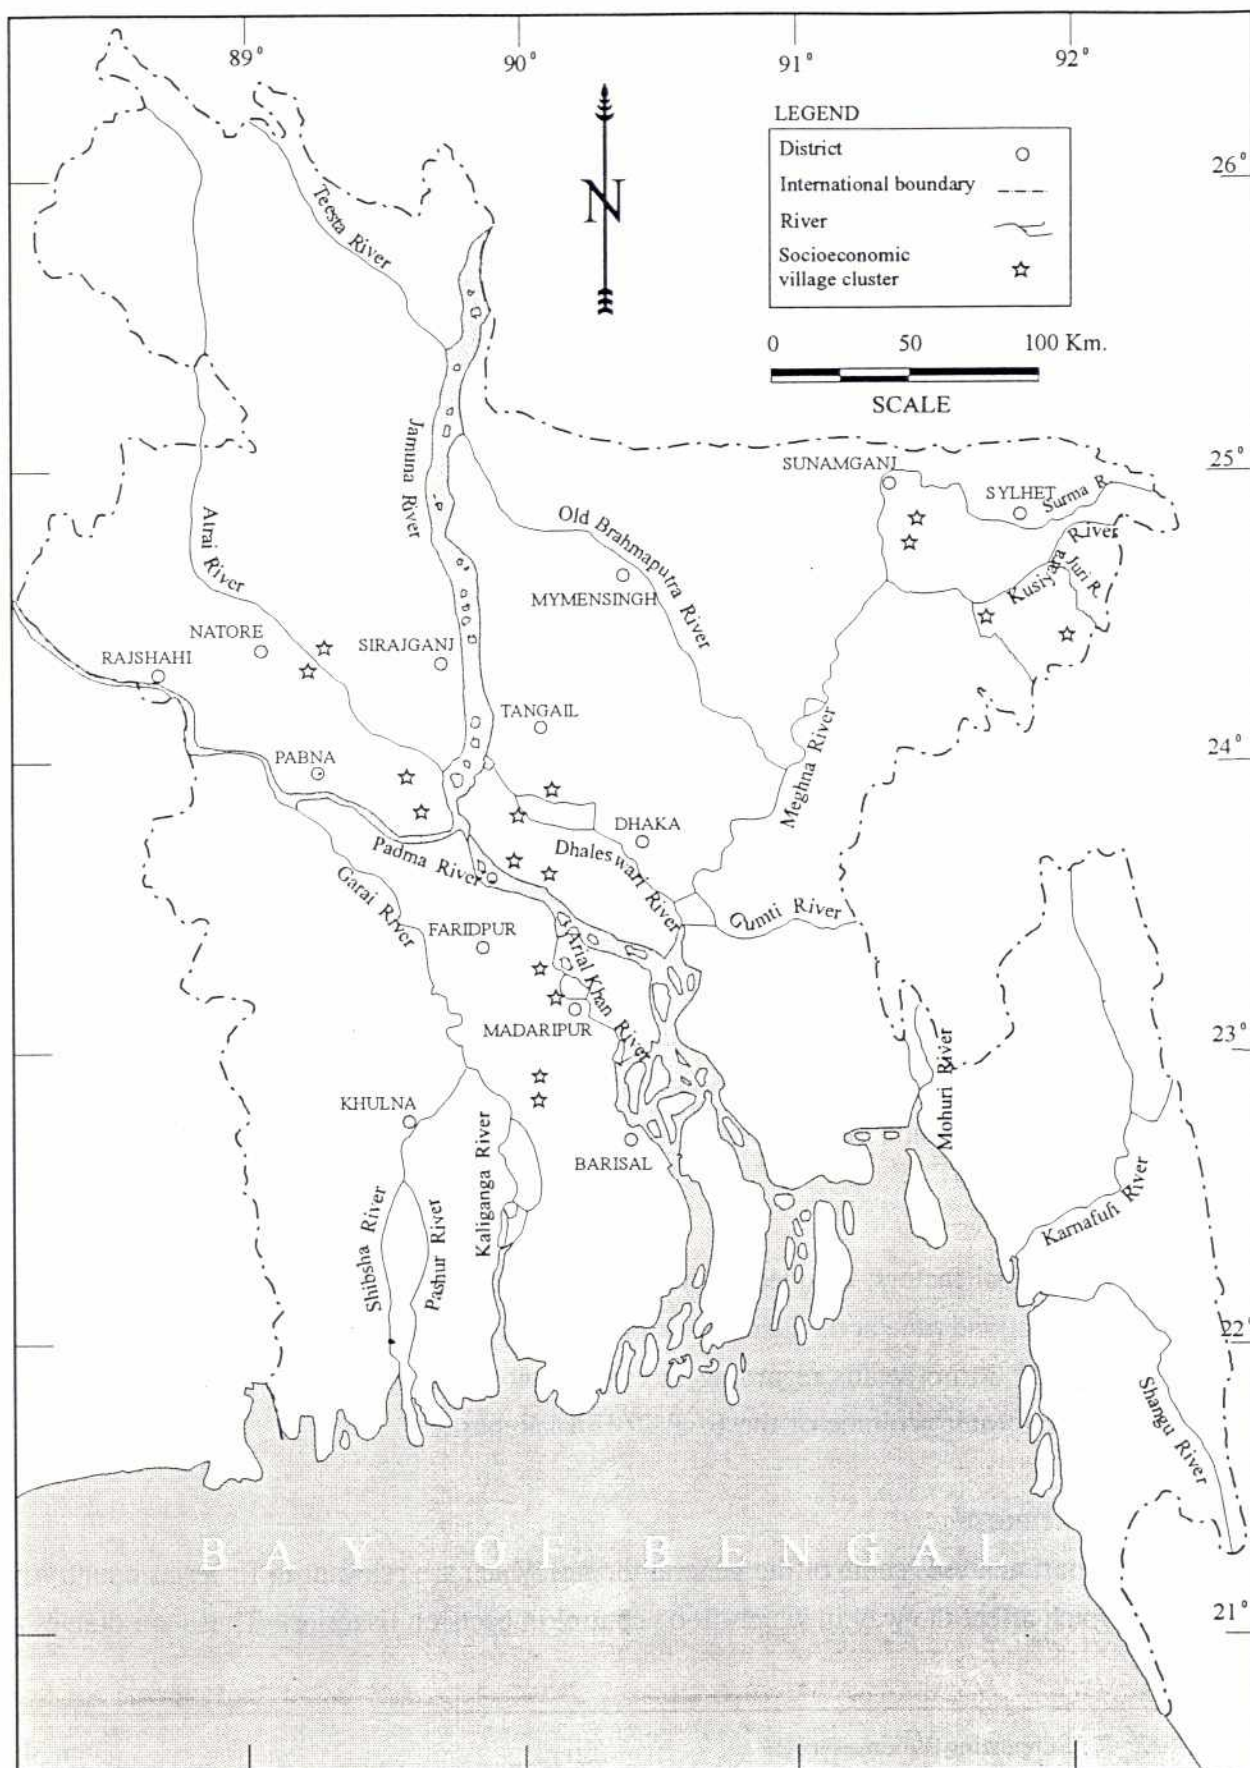 89°
90°
91°
92°
LEGEND
District
International boundary
River
Socioeconomic
village cluster
26°
N
Teesta River
0 50 100 Km.
SCALE
Jamuna River
25°
SUNAMGANJ
SYLHET
Surma R.
Atrai River
Old Brahmaputra River
Kusiyara River
Juri R.
MYMENSINGH
NATORE
SIRAJGANJ
RAJSHAHI
TANGAIL
24°
PABNA
Meghna River
DHAKA
Padma River
Dhaleswari River
Garai River
Gumti River
FARIDPUR
Arial Khan River
MADARIPUR
23°
Mohuri River
KHULNA
BARISAL
Kaliganga River
Karnafuli River
Shibsha River
Pashur River
22°
Shangu River
BAY OF BENGAL
21°